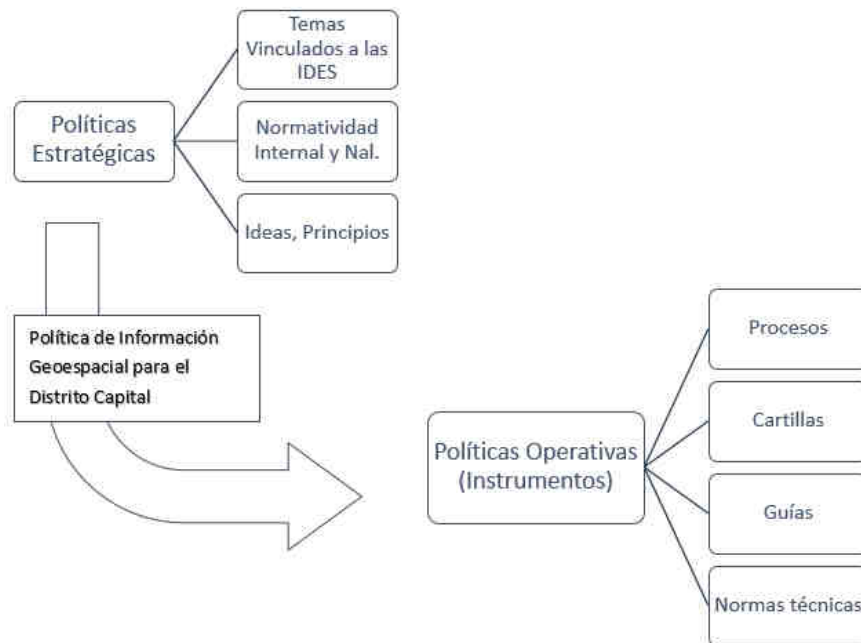 Temas
Vinculados a las
IDES
Políticas
Estratégicas
Normatividad
Internal y Nal.
Ideas, Principios
Política de Información
Geoespacial para el
Distrito Capital
Procesos
Cartillas
Políticas Operativas
(Instrumentos)
Guías
Normas técnicas